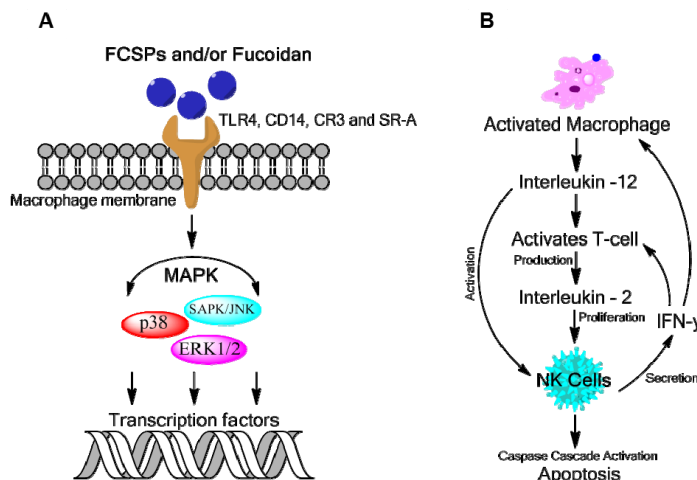 A
FCSPs and/or Fucoidan
TLR4, CD14, CR3 and SR-A
Macrophage membrane
MAPK
SAPK/JNK
p38
ERK1/2
Transcription factors
B
Activated Macrophage
Interleukin -12
Activation
Activates T-cell
Production
Interleukin - 2
Proliferation
IFN-γ
NK Cells
Secretion
Caspase Cascade Activation
Apoptosis